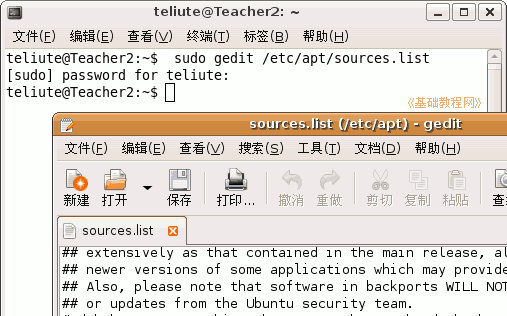 teliute@Teacher2: ~
文件(F) 编辑(E) 查看(V) 终端(T) 标签(B) 帮助(H)
teliute@Teacher2:~$  sudo gedit /etc/apt/sources.list
[sudo] password for teliute:
teliute@Teacher2:~$
《基础教程网》
sources.list (/etc/apt) - gedit
文件(F) 编辑(E) 查看(V) 搜索(S) 工具(T) 文档(D) 帮助(H)
新建 打开 保存 打印... 撤消 重做 剪切 复制 粘贴
sources.list
## extensively as that contained in the main release, al
## newer versions of some applications which may provide
## Also, please note that software in backports WILL NOT
## or updates from the Ubuntu security team.